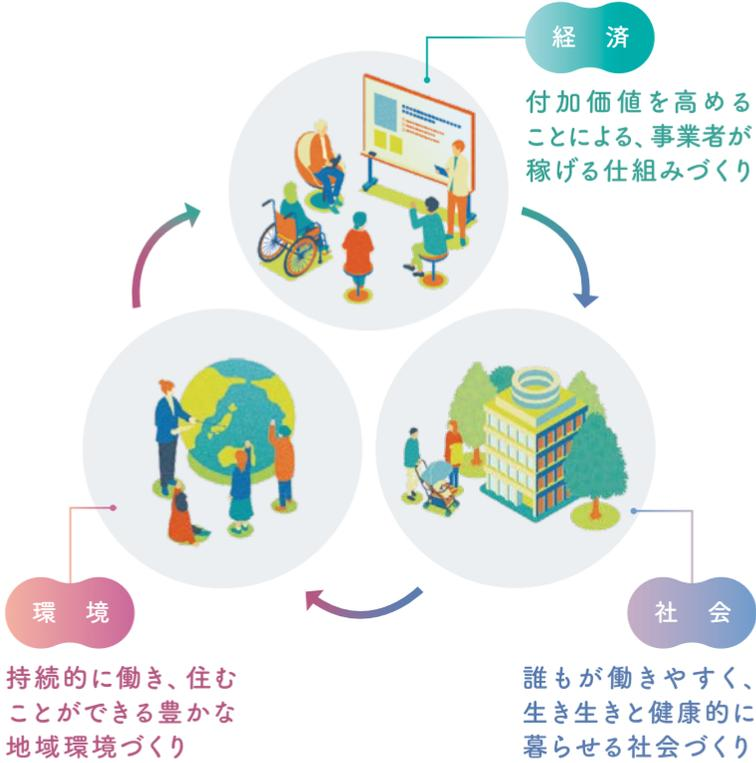 経 済
付加価値を高める
ことによる、事業者が
稼げる仕組みづくり
環 境
持続的に働き、住む
ことができる豊かな
地域環境づくり
社 会
誰もが働きやすく、
生き生きと健康的に
暮らせる社会づくり